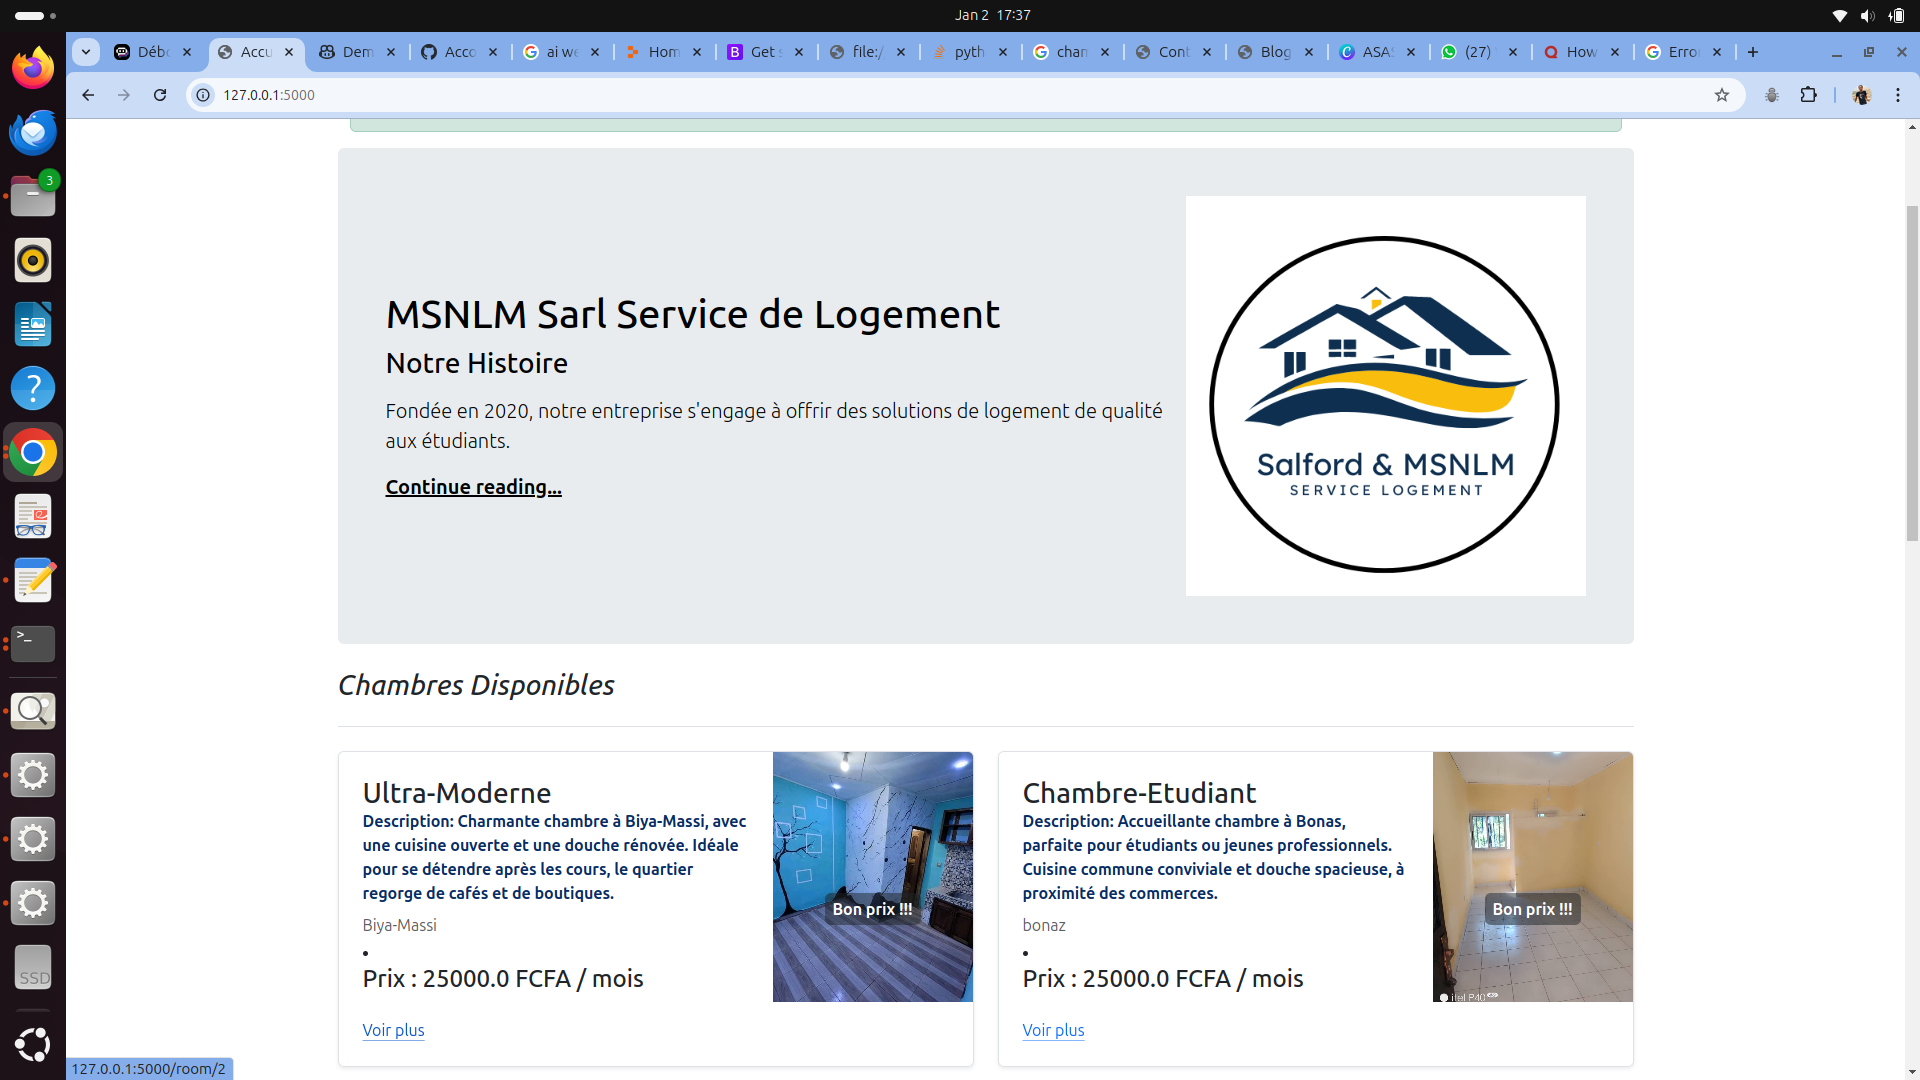 Jan 2 17:37
Débo
Accu
Dem
Acco
ai we
Hom
Get s
file:/
pyth
chan
Cont
Blog
ASAS
(27)
How
Erro
127.0.0.1:5000
3
MSNLM Sarl Service de Logement
Notre Histoire
Fondée en 2020, notre entreprise s'engage à offrir des solutions de logement de qualité
aux étudiants.
Continue reading...
Salford & MSNLM
SERVICE LOGEMENT
Chambres Disponibles
Ultra-Moderne
Description: Charmante chambre à Biya-Massi, avec
une cuisine ouverte et une douche rénovée. Idéale
pour se détendre après les cours, le quartier
regorge de cafés et de boutiques.
Biya-Massi
•
Prix : 25000.0 FCFA / mois
Voir plus
Bon prix !!!
Chambre-Etudiant
Description: Accueillante chambre à Bonas,
parfaite pour étudiants ou jeunes professionnels.
Cuisine commune conviviale et douche spacieuse, à
proximité des commerces.
bonaz
•
Prix : 25000.0 FCFA / mois
Voir plus
Bon prix !!!
itel P40
SSD
127.0.0.1:5000/room/2